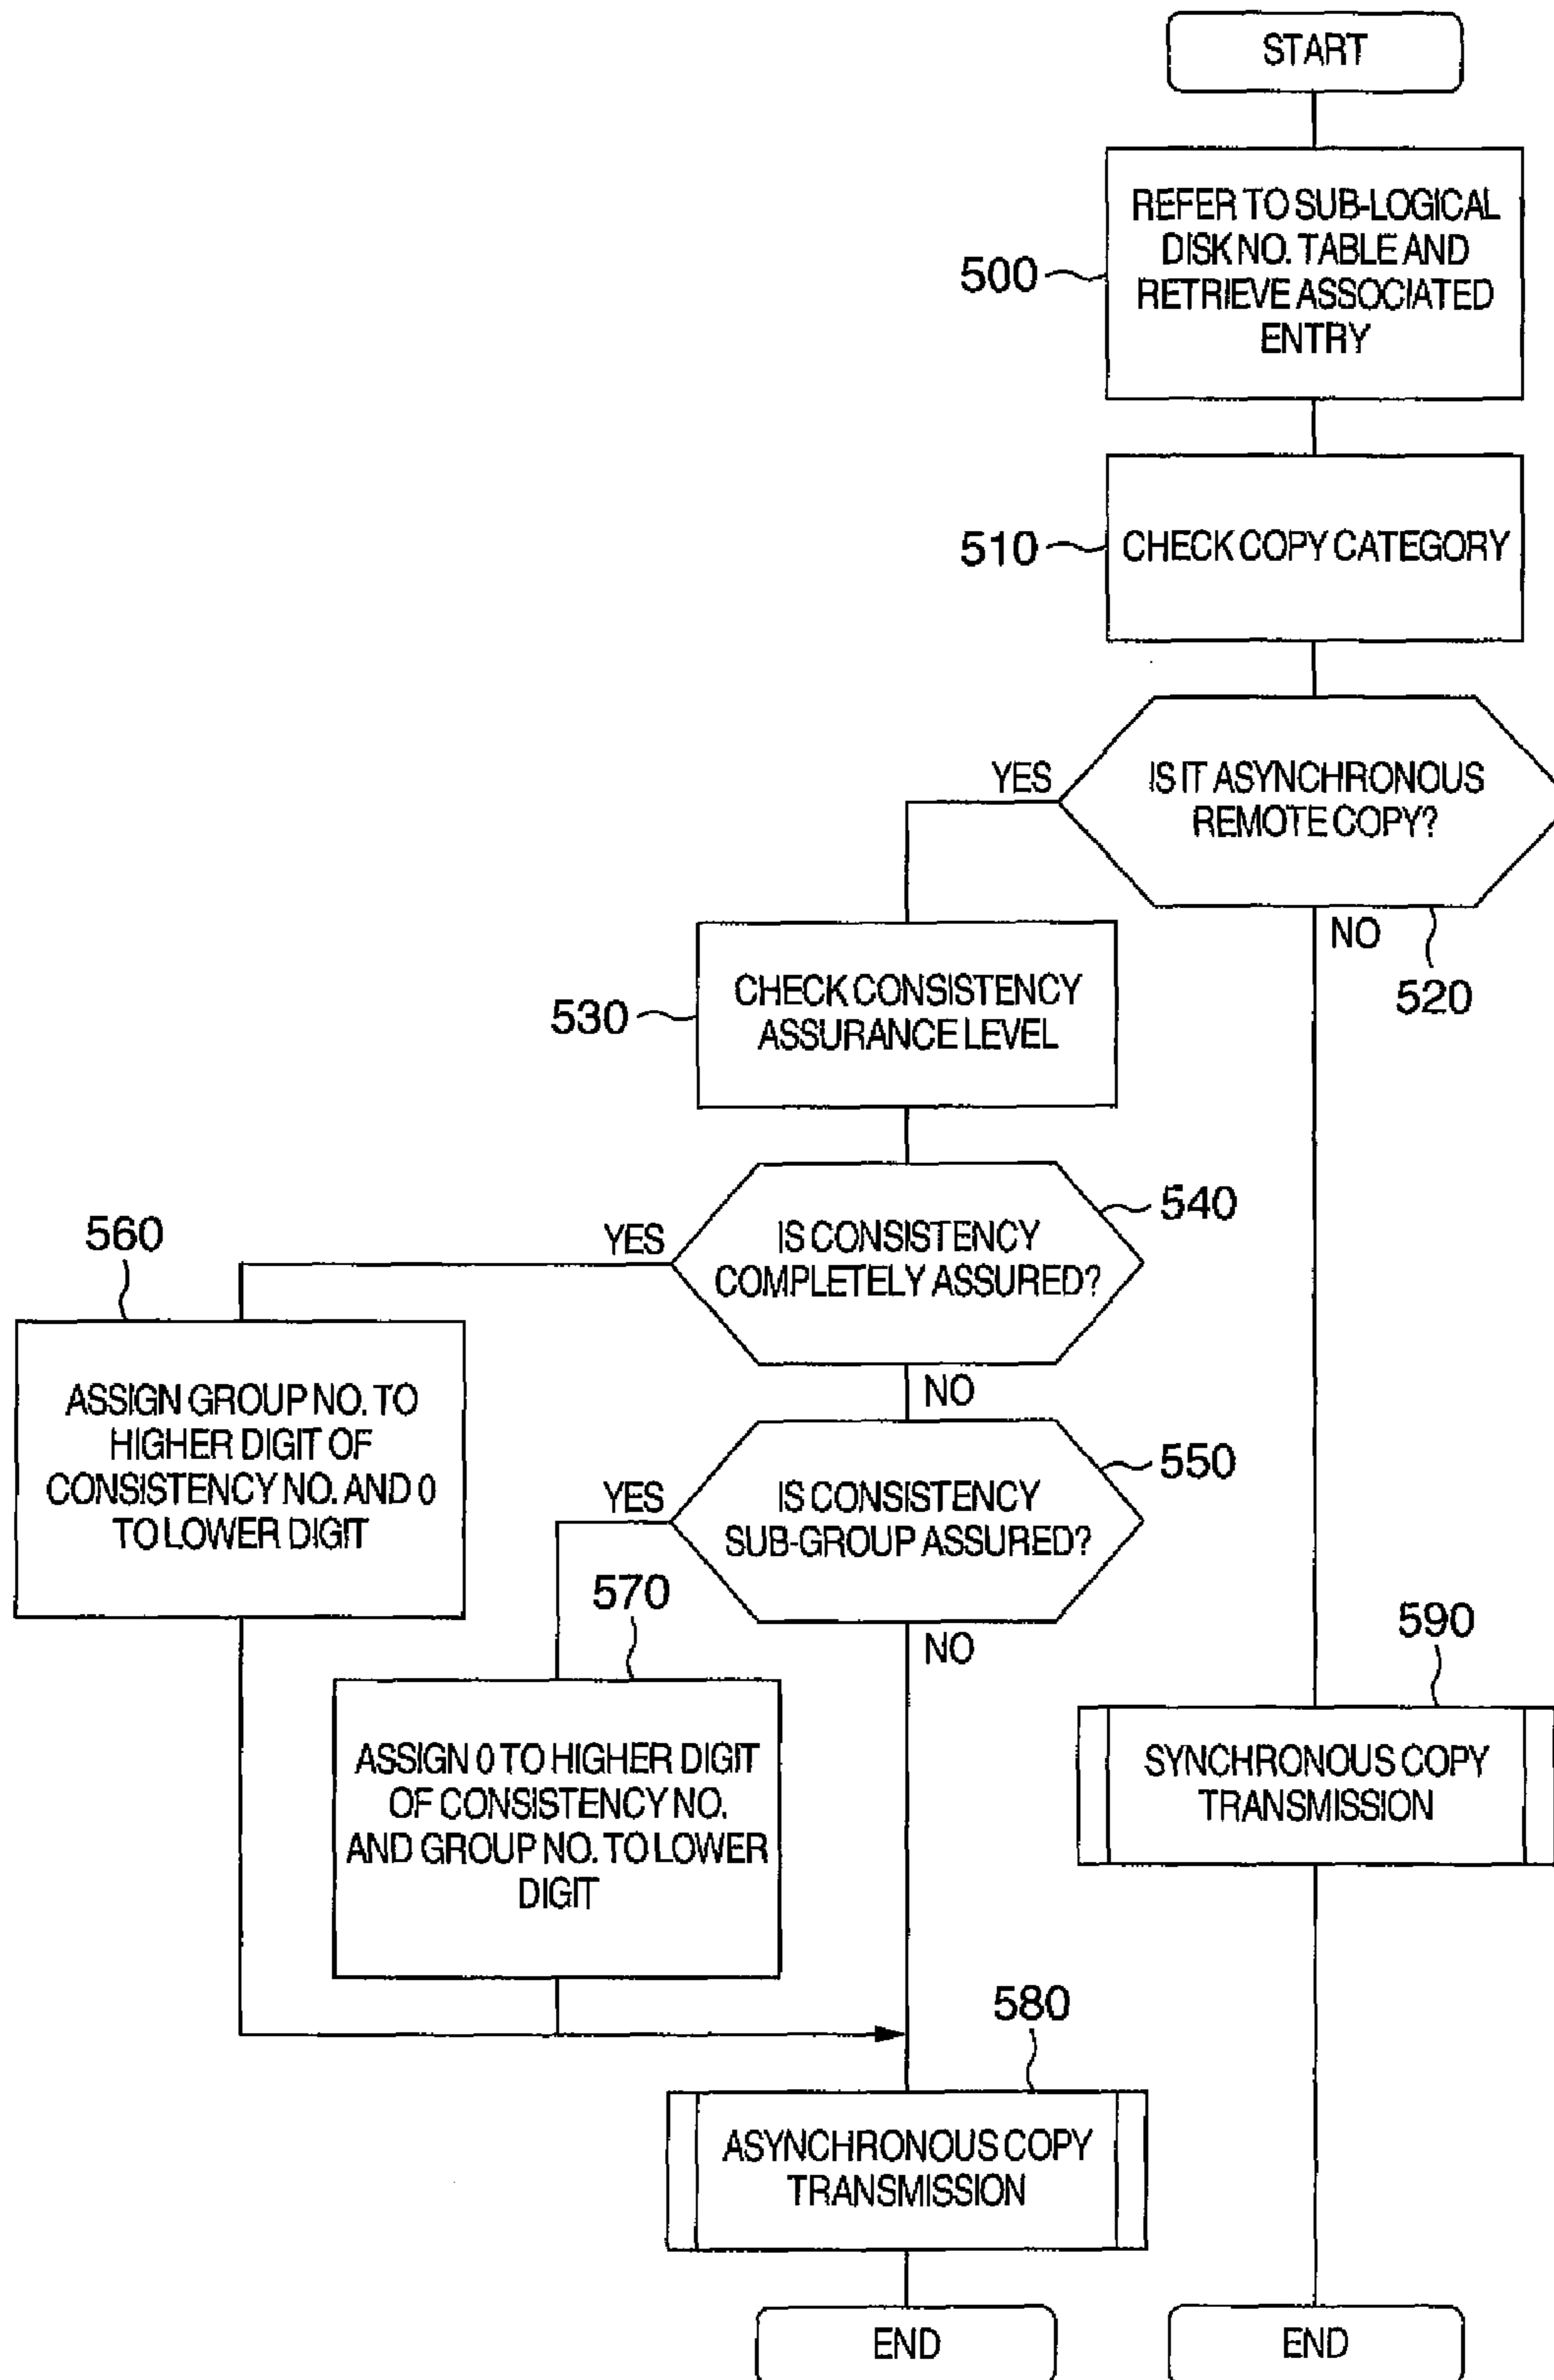 START
REFER TO SUB-LOGICAL
DISK NO. TABLE AND
RETRIEVE ASSOCIATED
ENTRY
500
CHECK COPY CATEGORY
510
IS IT ASYNCHRONOUS
REMOTE COPY?
YES
NO
520
CHECK CONSISTENCY
ASSURANCE LEVEL
530
IS CONSISTENCY
COMPLETELY ASSURED?
540
YES
NO
560
ASSIGN GROUP NO. TO
HIGHER DIGIT OF
CONSISTENCY NO. AND 0
TO LOWER DIGIT
IS CONSISTENCY
SUB-GROUP ASSURED?
550
YES
NO
570
ASSIGN 0 TO HIGHER DIGIT
OF CONSISTENCY NO.
AND GROUP NO. TO LOWER
DIGIT
590
SYNCHRONOUS COPY
TRANSMISSION
580
ASYNCHRONOUS COPY
TRANSMISSION
END
END